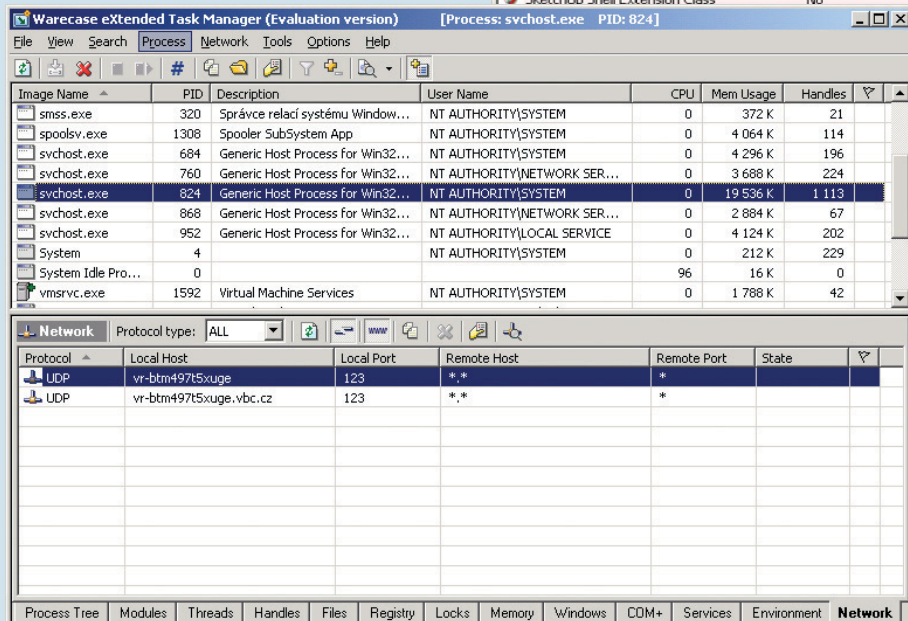 SketchUp Shell Extension Class No
Warecase eXtended Task Manager (Evaluation version) [Process: svchost.exe PID: 824]
File View Search Process Network Tools Options Help
Image Name PID Description User Name CPU Mem Usage Handles
smss.exe 320 Správce relací systému Window... NT AUTHORITY\SYSTEM 0 372 K 21
spoolsv.exe 1308 Spooler SubSystem App NT AUTHORITY\SYSTEM 0 4 064 K 114
svchost.exe 684 Generic Host Process for Win32... NT AUTHORITY\SYSTEM 0 4 296 K 196
svchost.exe 760 Generic Host Process for Win32... NT AUTHORITY\NETWORK SER... 0 3 688 K 224
svchost.exe 824 Generic Host Process for Win32... NT AUTHORITY\SYSTEM 0 19 536 K 1 113
svchost.exe 868 Generic Host Process for Win32... NT AUTHORITY\NETWORK SER... 0 2 884 K 67
svchost.exe 952 Generic Host Process for Win32... NT AUTHORITY\LOCAL SERVICE 0 4 124 K 202
System 4 NT AUTHORITY\SYSTEM 0 212 K 229
System Idle Pro... 0 96 16 K 0
vmsrvc.exe 1592 Virtual Machine Services NT AUTHORITY\SYSTEM 0 1 788 K 42
Network Protocol type: ALL www
Protocol Local Host Local Port Remote Host Remote Port State
UDP vr-btm497t5xuge 123 *.* *
UDP vr-btm497t5xuge.vbc.cz 123 *.* *
Process Tree Modules Threads Handles Files Registry Locks Memory Windows COM+ Services Environment Network